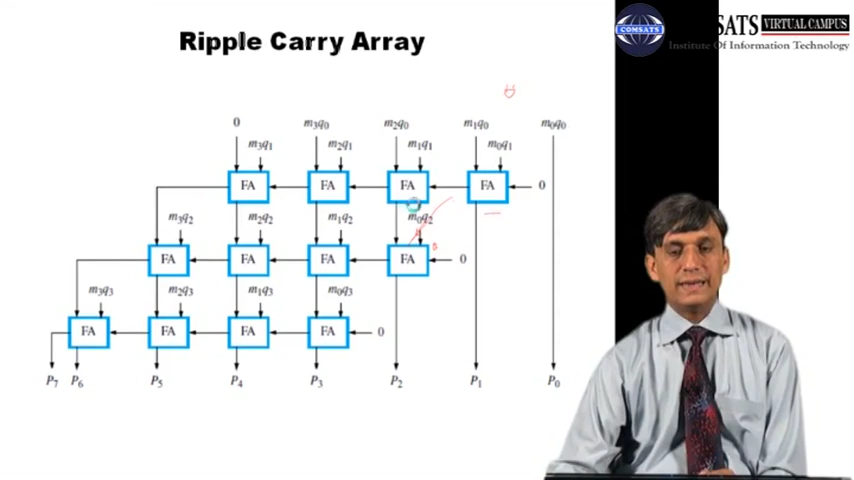 Ripple Carry Array
COMSATS
COMSATS VIRTUAL CAMPUS
Institute Of Information Technology
0 m₃q₀ m₂q₀ m₁q₀ m₀q₀
m₃q₁ m₂q₁ m₁q₁ m₀q₁
FA FA FA FA 0
m₃q₂ m₂q₂ m₁q₂ m₀q₂
FA FA FA FA 0
m₃q₃ m₂q₃ m₁q₃ m₀q₃
FA FA FA FA 0
P₇ P₆ P₅ P₄ P₃ P₂ P₁ P₀